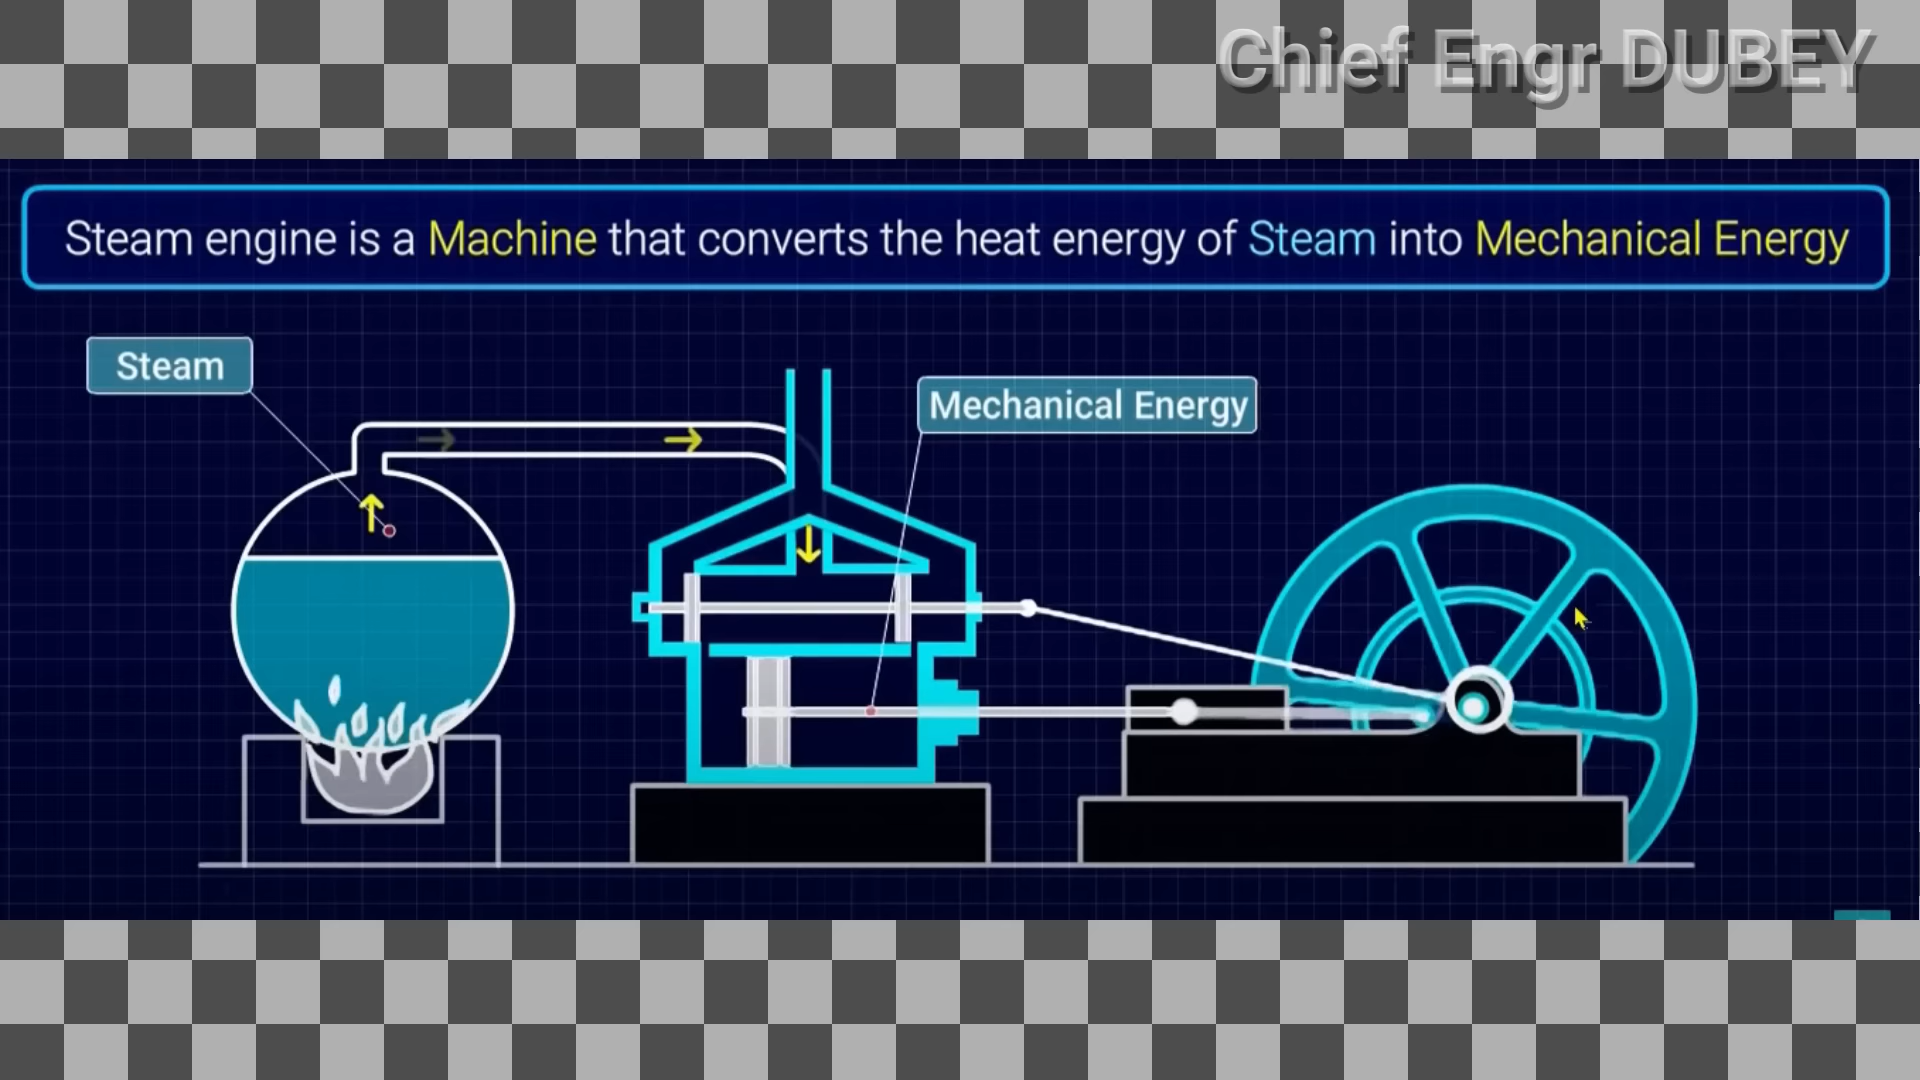 Chief Engr DUBEY
Steam engine is a Machine that converts the heat energy of Steam into Mechanical Energy
Steam
Mechanical Energy